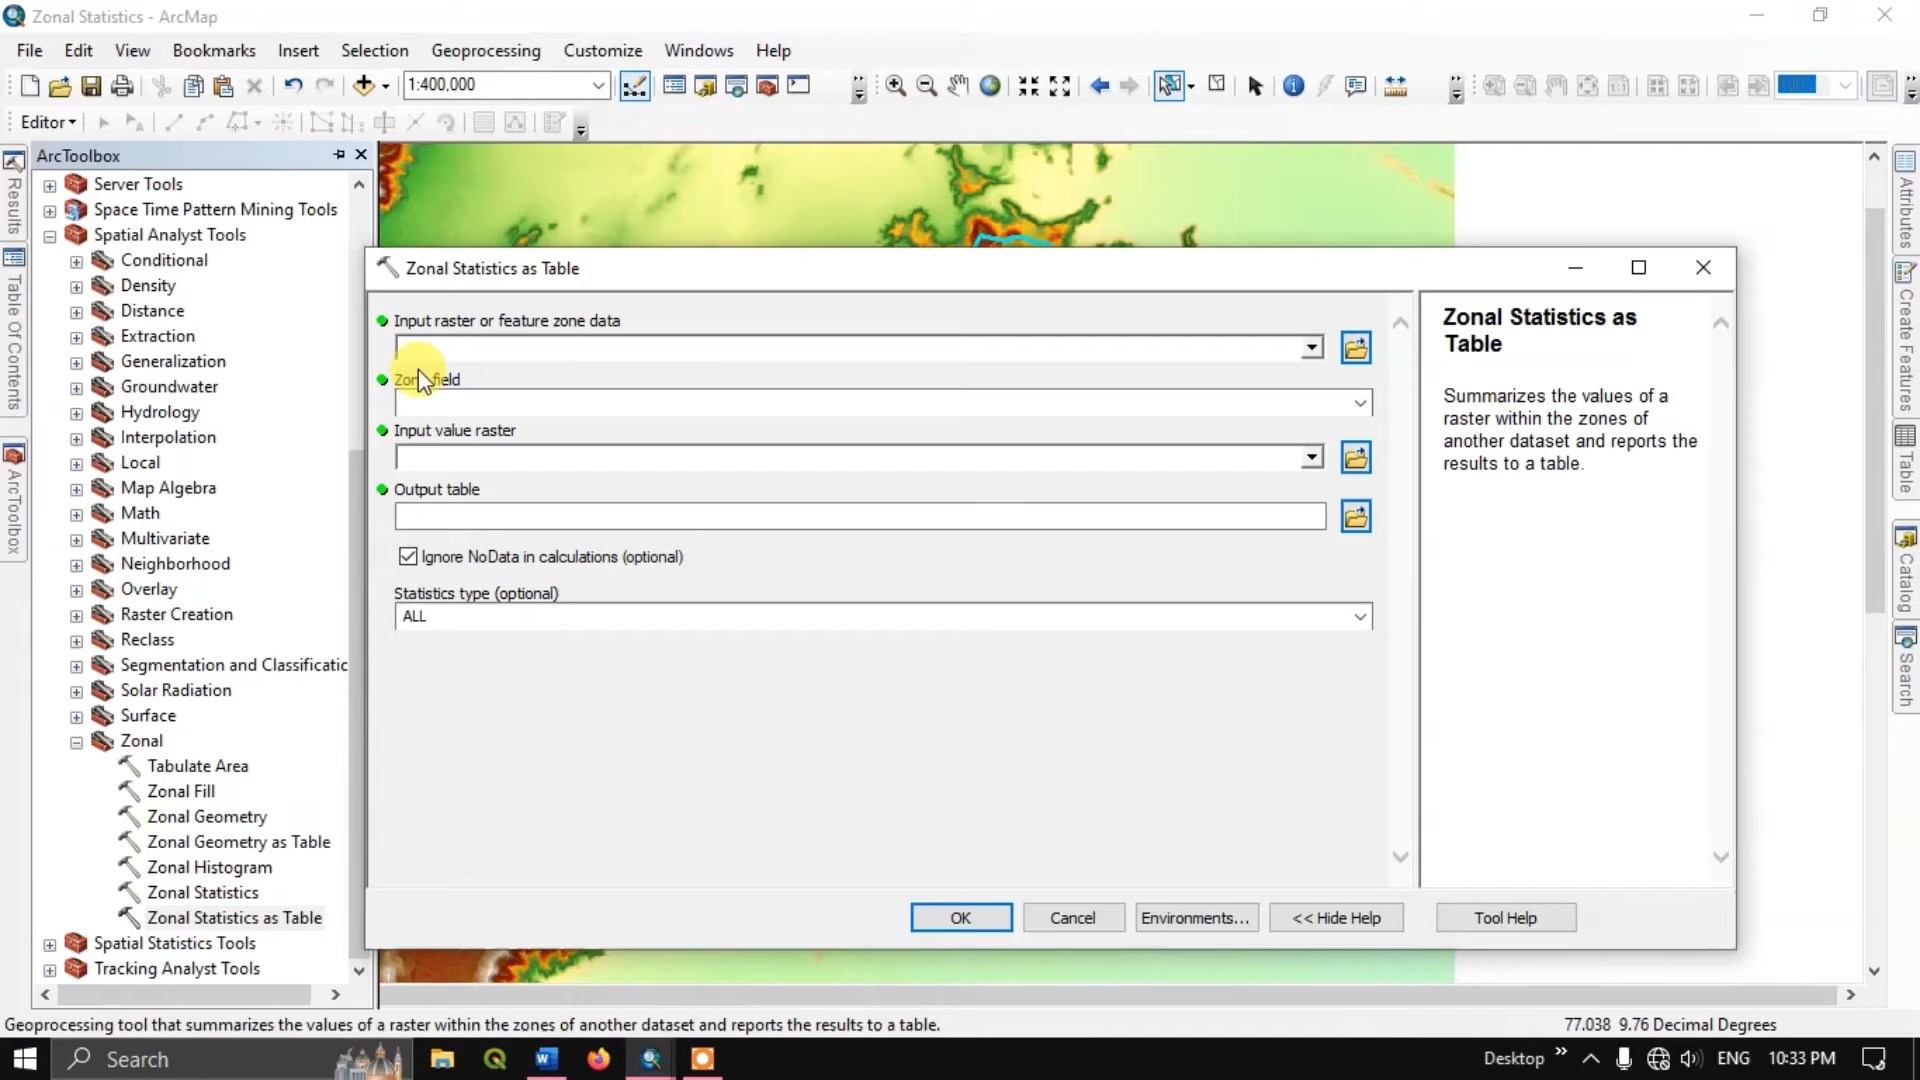 Zonal Statistics - ArcMap
File Edit View Bookmarks Insert Selection Geoprocessing Customize Windows Help
1:400,000
Editor
ArcToolbox
Server Tools
Space Time Pattern Mining Tools
Spatial Analyst Tools
Conditional
Density
Distance
Extraction
Generalization
Groundwater
Hydrology
Interpolation
Local
Map Algebra
Math
Multivariate
Neighborhood
Overlay
Raster Creation
Reclass
Segmentation and Classificatic
Solar Radiation
Surface
Zonal
Tabulate Area
Zonal Fill
Zonal Geometry
Zonal Geometry as Table
Zonal Histogram
Zonal Statistics
Zonal Statistics as Table
Spatial Statistics Tools
Tracking Analyst Tools
Results
Table Of Contents
ArcToolbox
Zonal Statistics as Table
Input raster or feature zone data
Zone field
Input value raster
Output table
Ignore NoData in calculations (optional)
Statistics type (optional)
ALL
OK Cancel Environments... << Hide Help Tool Help
Zonal Statistics as
Table
Summarizes the values of a
raster within the zones of
another dataset and reports the
results to a table.
Attributes
Create Features
Table
Catalog
Search
Geoprocessing tool that summarizes the values of a raster within the zones of another dataset and reports the results to a table.
77.038 9.76 Decimal Degrees
Search
Desktop
ENG
10:33 PM